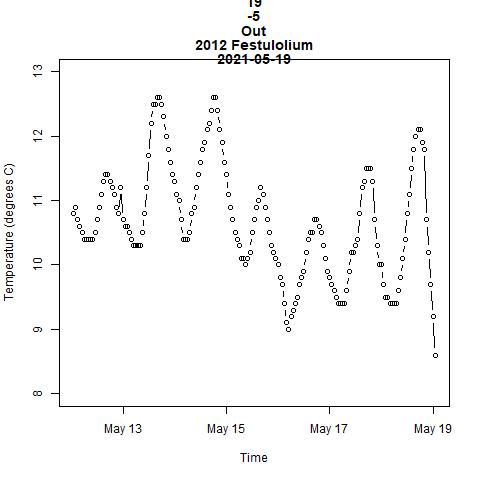 19
-5
Out
2012 Festulolium
2021-05-19
Temperature (degrees C)
13
12
11
10
9
8
May 13
May 15
May 17
May 19
Time